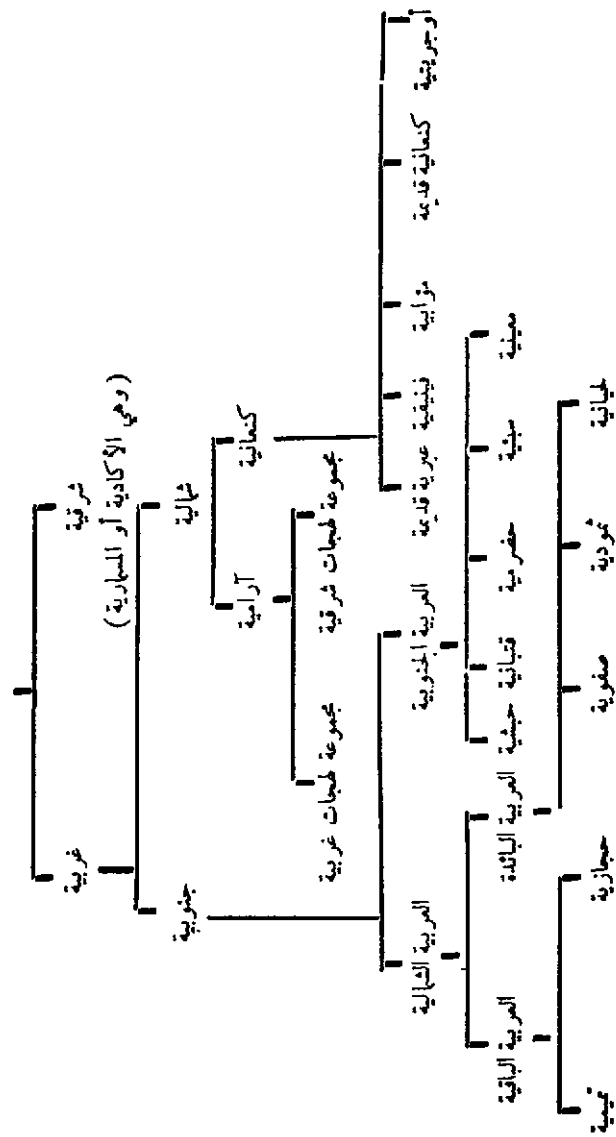 شرقية
غربية
(وهي الأكادية أو المسمارية)
شمالية
جنوبية
كنعانية
آرامية
مجموعة لهجات شرقية
مجموعة لهجات غربية
أوجريتية
كنعانية قديمة
مؤابية
فينيقية
عبرية قديمة
العربية الجنوبية
العربية الشمالية
معينية
سبئية
حضرمية
قتبانية
حبشية
العربية البائدة
العربية الباقية
لحيانية
ثمودية
صفوية
حجازية
تميمية